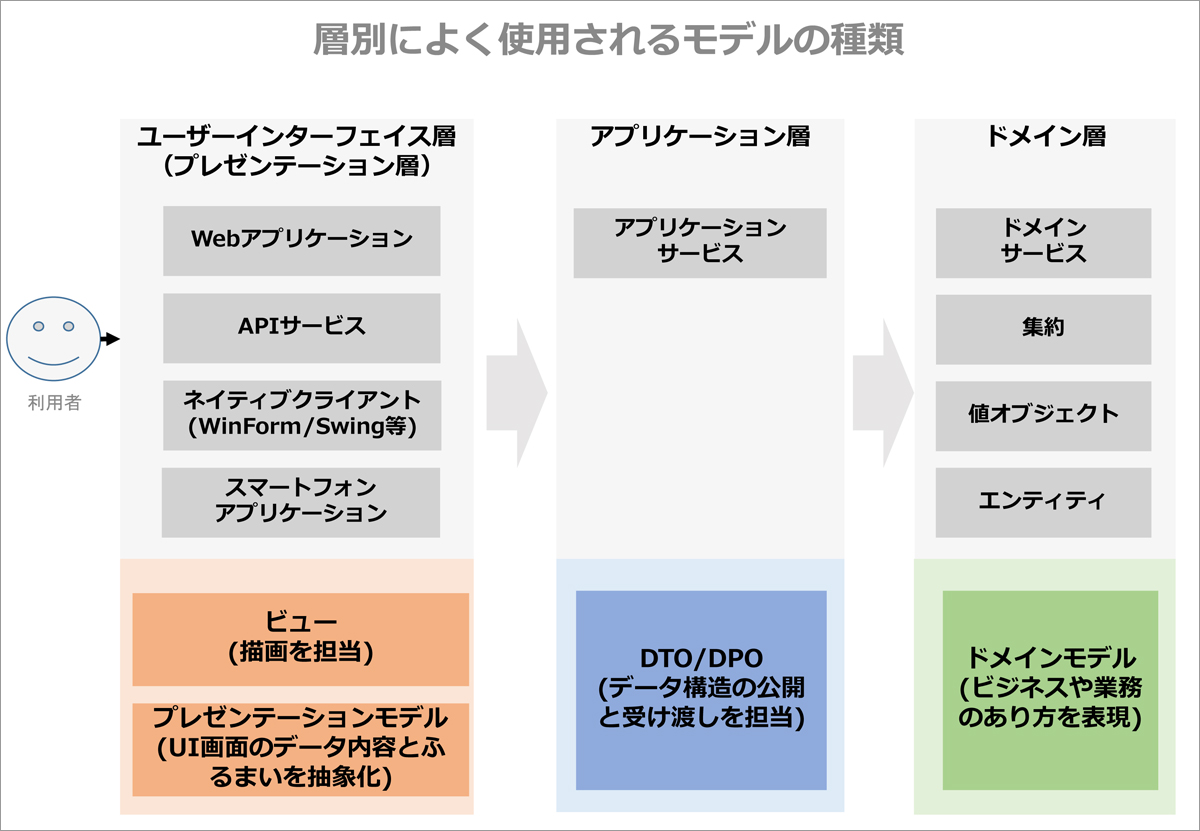 層別によく使用されるモデルの種類
ユーザーインターフェイス層
（プレゼンテーション層）
Webアプリケーション
APIサービス
ネイティブクライアント
(WinForm/Swing等)
スマートフォン
アプリケーション
利用者
ビュー
(描画を担当)
プレゼンテーションモデル
(UI画面のデータ内容とふ
るまいを抽象化)
アプリケーション層
アプリケーション
サービス
DTO/DPO
(データ構造の公開
と受け渡しを担当)
ドメイン層
ドメイン
サービス
集約
値オブジェクト
エンティティ
ドメインモデル
(ビジネスや業務
のあり方を表現)